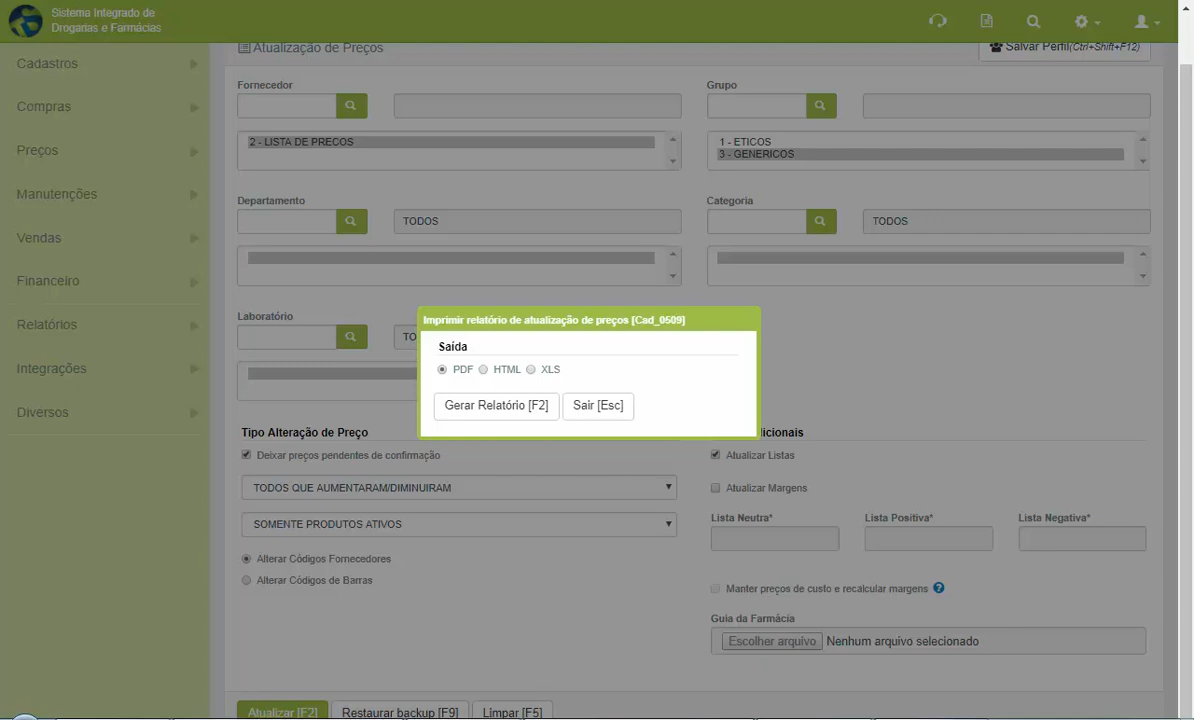 Sistema Integrado de
Drogarias e Farmácias
Cadastros
Compras
Preços
Manutenções
Vendas
Financeiro
Relatórios
Integrações
Diversos
Atualização de Preços
Salvar Perfil(Ctrl+Shift+F12)
Fornecedor
Grupo
2 - LISTA DE PRECOS
1 - ETICOS
3 - GENERICOS
Departamento
Categoria
TODOS
TODOS
Laboratório
TO
Imprimir relatório de atualização de preços [Cad_0509]
Saída
PDF HTML XLS
Gerar Relatório [F2] Sair [Esc]
Tipo Alteração de Preço
dicionais
Deixar preços pendentes de confirmação
Atualizar Listas
TODOS QUE AUMENTARAM/DIMINUIRAM
Atualizar Margens
SOMENTE PRODUTOS ATIVOS
Lista Neutra* Lista Positiva* Lista Negativa*
Alterar Códigos Fornecedores
Alterar Códigos de Barras
Manter preços de custo e recalcular margens
Guia da Farmácia
Escolher arquivo Nenhum arquivo selecionado
Atualizar [F2] Restaurar backup [F9] Limpar [F5]